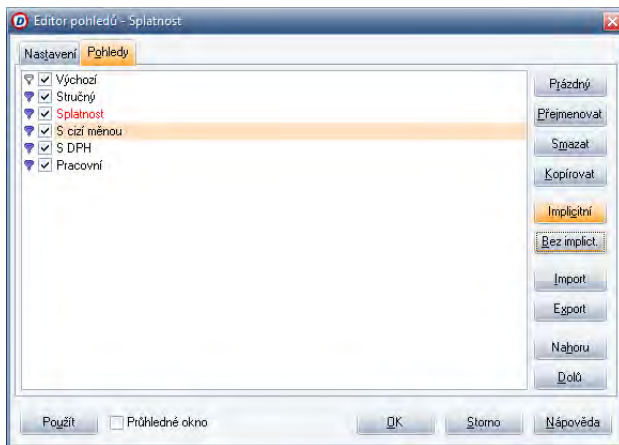 Editor pohledů - Splatnost
Nastavení Pohledy
Výchozí
Stručný
Splatnost
S cizí měnou
S DPH
Pracovní
Prázdný
Přejmenovat
Smazat
Kopírovat
Implicitní
Bez implict.
Import
Export
Nahoru
Dolů
Použít Průhledné okno OK Storno Nápověda